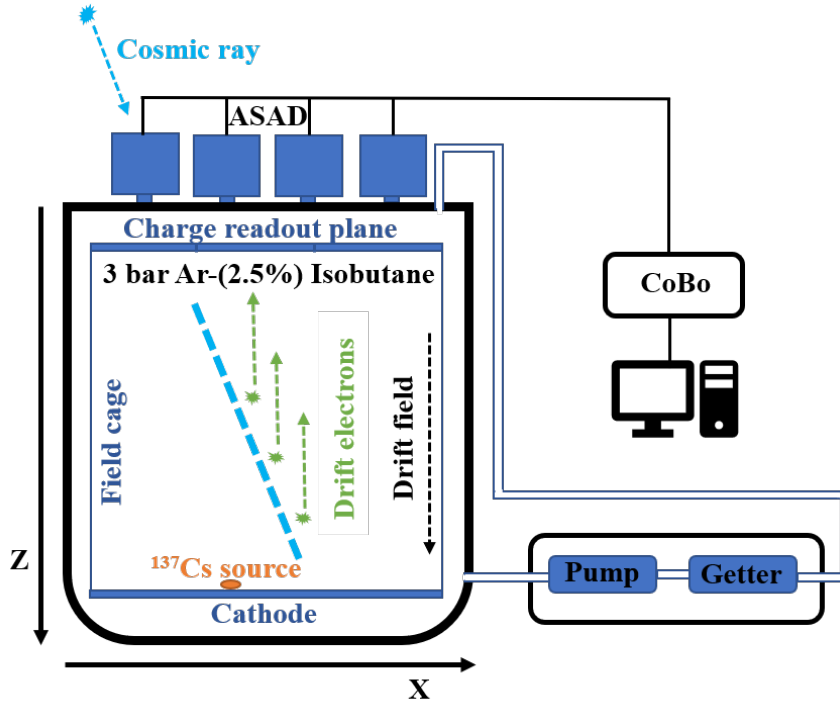 Cosmic ray
ASAD
Charge readout plane
3 bar Ar-(2.5%) Isobutane
CoBo
Field cage
Drift electrons
Drift field
¹³⁷Cs source
Z
Cathode
Pump
Getter
X